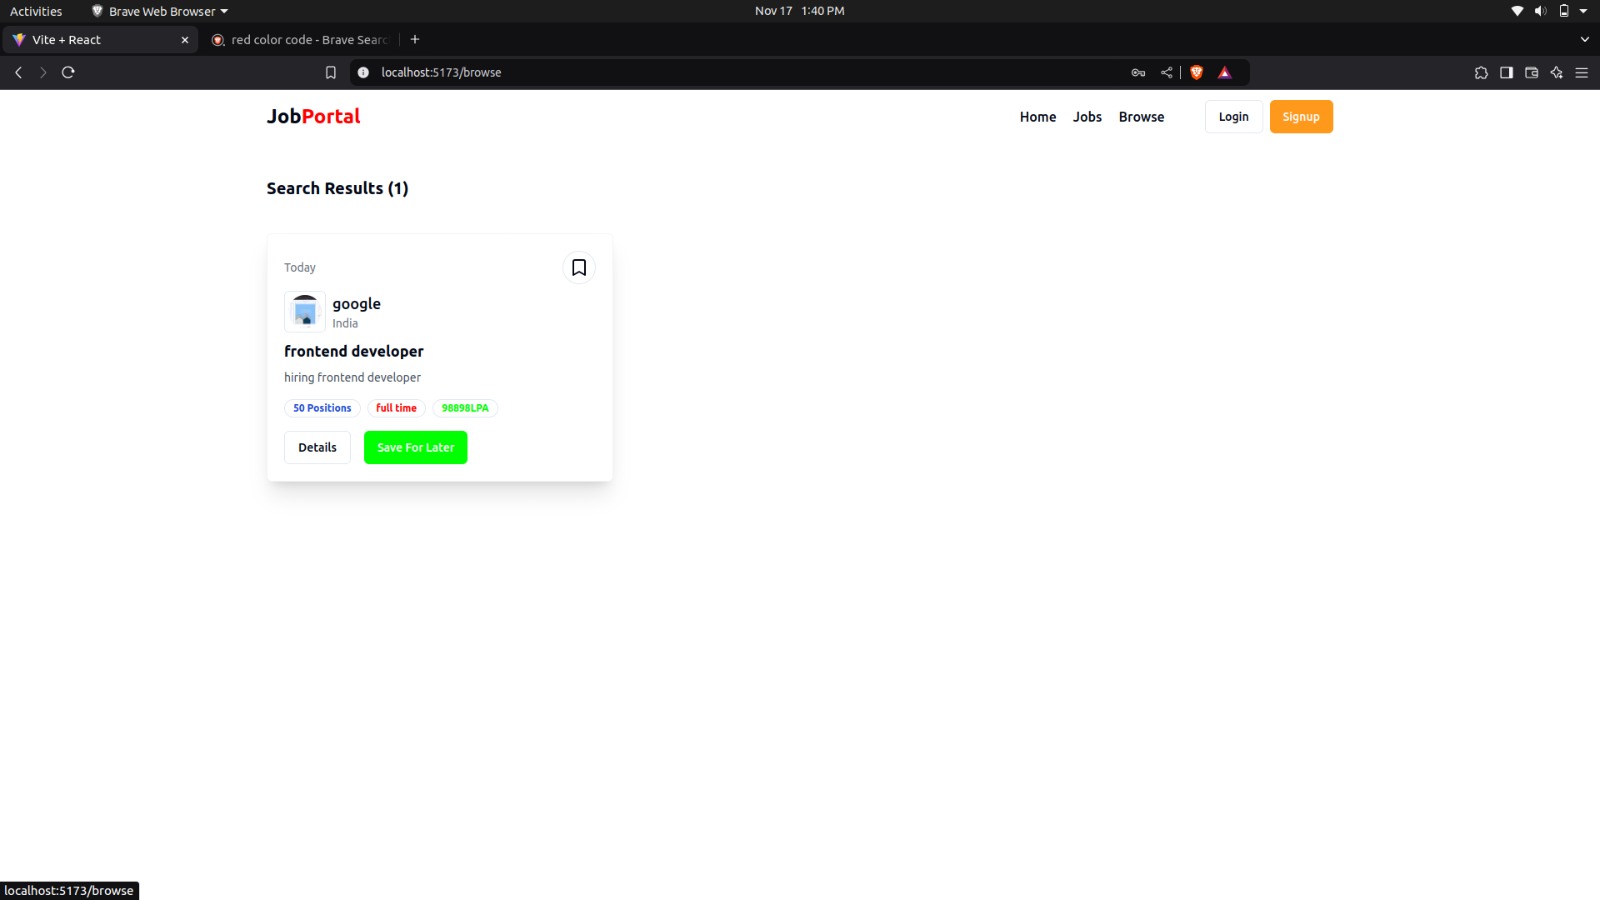 Activities Brave Web Browser Nov 17 1:40 PM
Vite + React red color code - Brave Searc
localhost:5173/browse
JobPortal Home Jobs Browse Login Signup
Search Results (1)
Today
google
India
frontend developer
hiring frontend developer
50 Positions full time 98898LPA
Details Save For Later
localhost:5173/browse